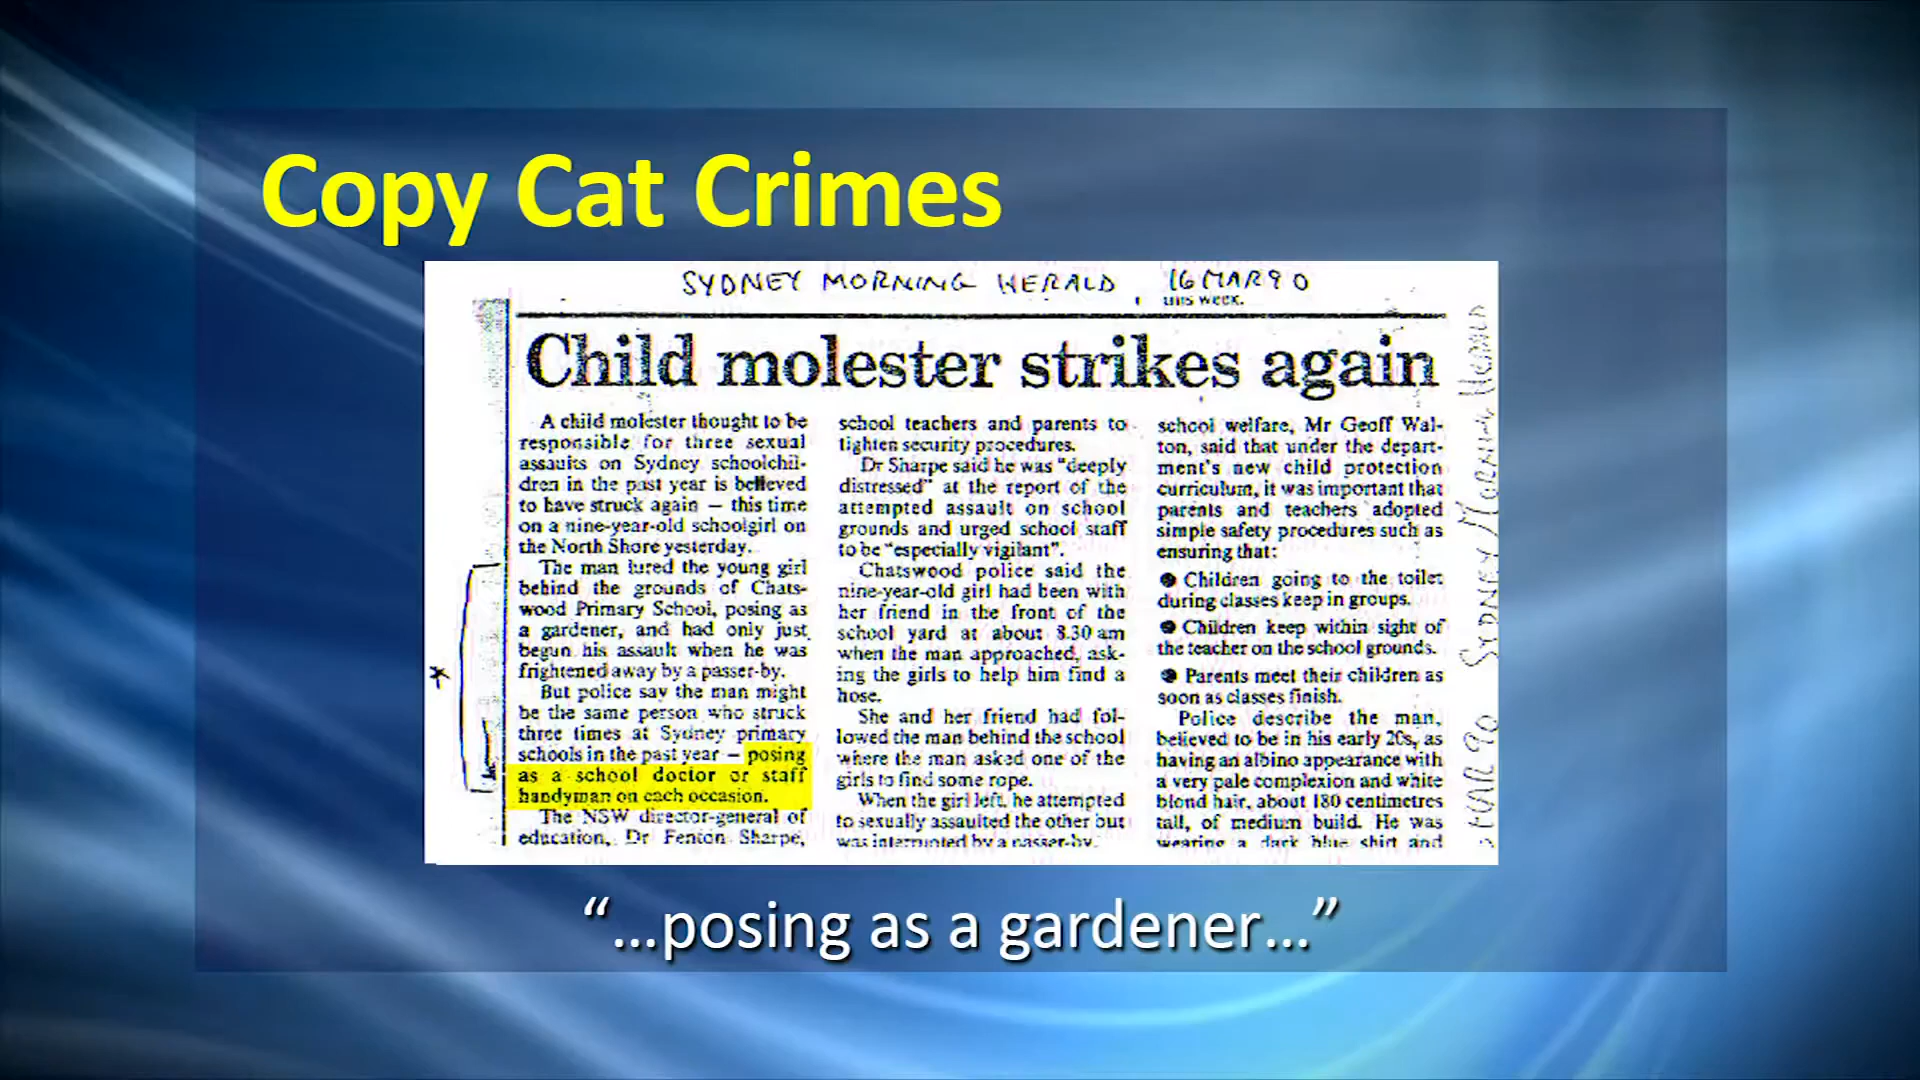 Copy Cat Crimes
SYDNEY MORNING HERALD, 16 MAR 90
this week.
Child molester strikes again
A child molester thought to be
responsible for three sexual
assaults on Sydney schoolchil-
dren in the past year is believed
to have struck again — this time
on a nine-year-old schoolgirl on
the North Shore yesterday.
The man lured the young girl
behind the grounds of Chats-
wood Primary School, posing as
a gardener, and had only just
begun his assault when he was
frightened away by a passer-by.
But police say the man might
be the same person who struck
three times at Sydney primary
schools in the past year — posing
as a school doctor or staff
handyman on each occasion.
The NSW director-general of
education, Dr Fenton Sharpe,
school teachers and parents to
tighten security procedures.
Dr Sharpe said he was "deeply
distressed" at the report of the
attempted assault on school
grounds and urged school staff
to be "especially vigilant".
Chatswood police said the
nine-year-old girl had been with
her friend in the front of the
school yard at about 8.30 am
when the man approached, ask-
ing the girls to help him find a
hose.
She and her friend had fol-
lowed the man behind the school
where the man asked one of the
girls to find some rope.
When the girl left, he attempted
to sexually assaulted the other but
was interrupted by a passer-by.
school welfare, Mr Geoff Wal-
ton, said that under the depart-
ment's new child protection
curriculum, it was important that
parents and teachers adopted
simple safety procedures such as
ensuring that:
● Children going to the toilet
during classes keep in groups.
● Children keep within sight of
the teacher on the school grounds.
● Parents meet their children as
soon as classes finish.
Police describe the man,
believed to be in his early 20s, as
having an albino appearance with
a very pale complexion and white
blond hair, about 180 centimetres
tall, of medium build. He was
wearing a dark blue shirt and
SYDNEY MORNING HERALD
“...posing as a gardener...”